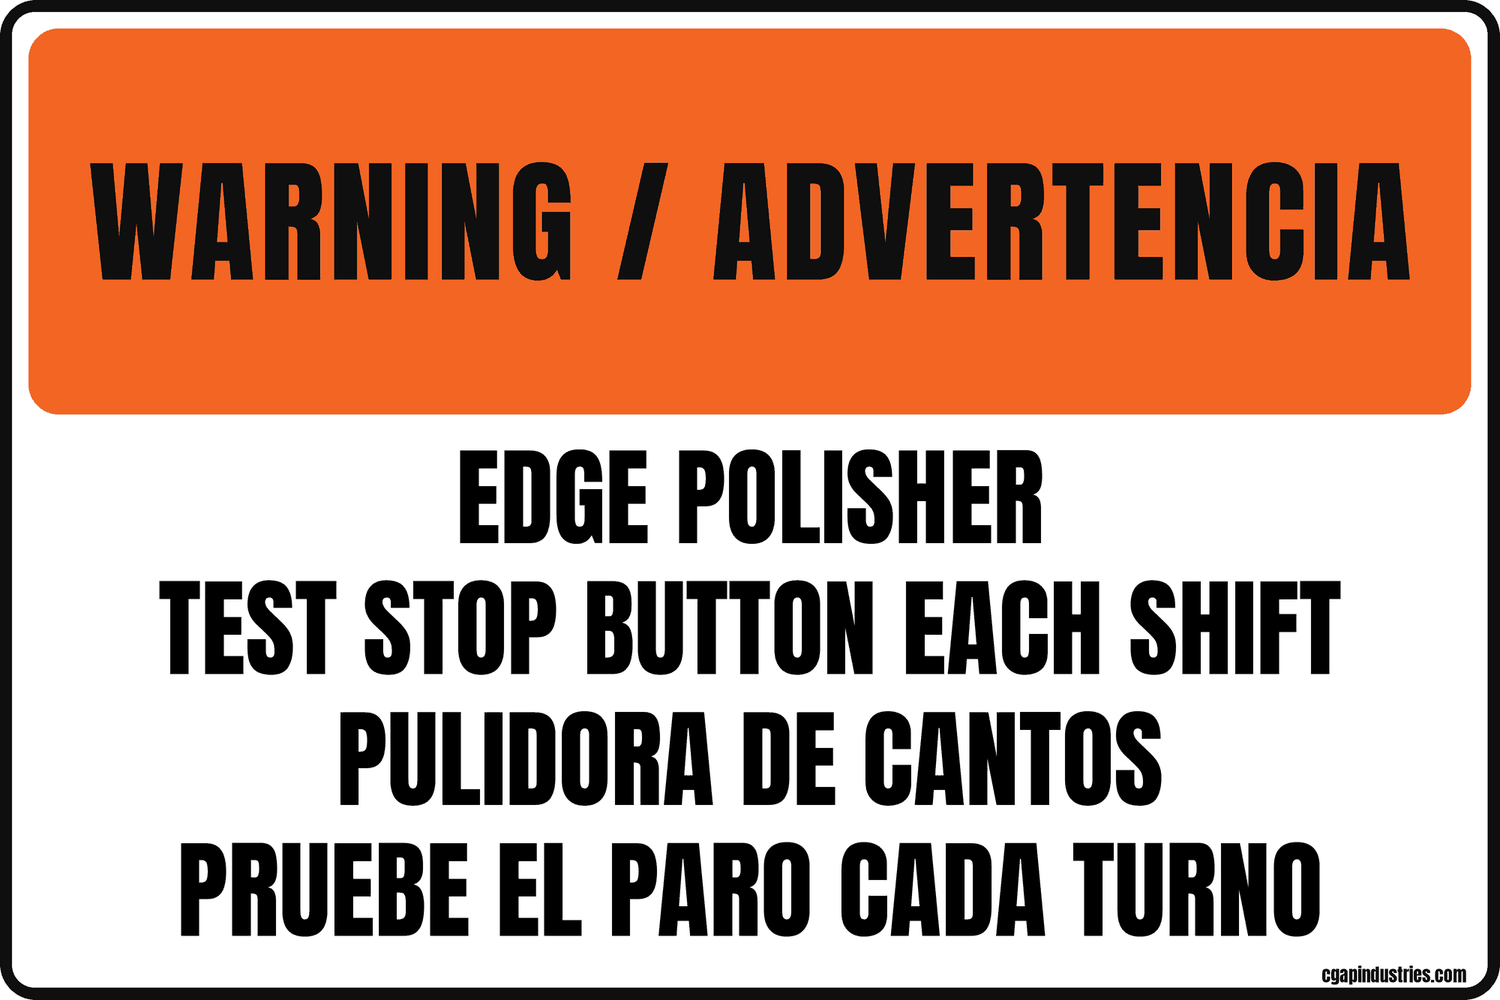 WARNING / ADVERTENCIA
EDGE POLISHER
TEST STOP BUTTON EACH SHIFT
PULIDORA DE CANTOS
PRUEBE EL PARO CADA TURNO
cgapindustries.com